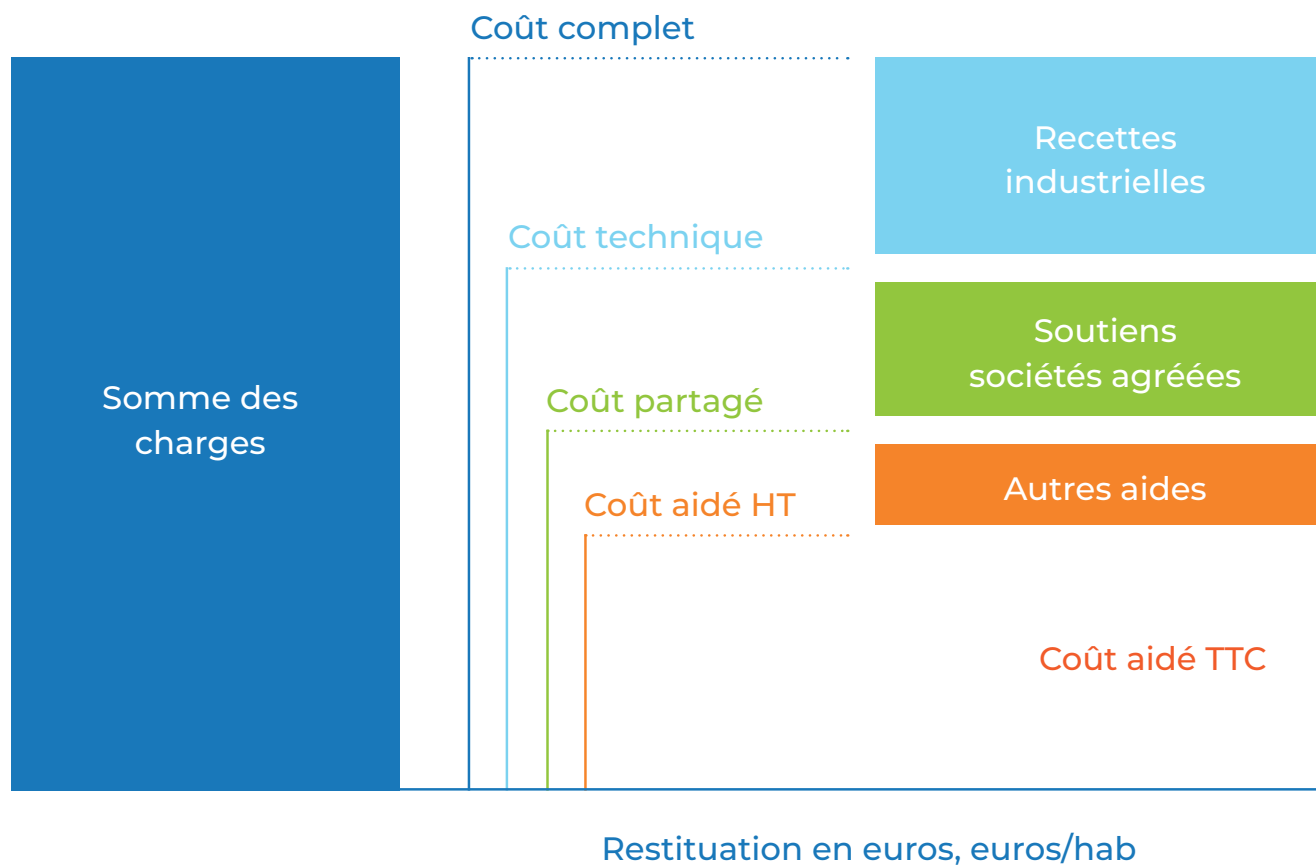 Coût complet
Recettes
industrielles
Coût technique
Soutiens
sociétés agréées
Somme des
charges
Coût partagé
Autres aides
Coût aidé HT
Coût aidé TTC
Restituation en euros, euros/hab